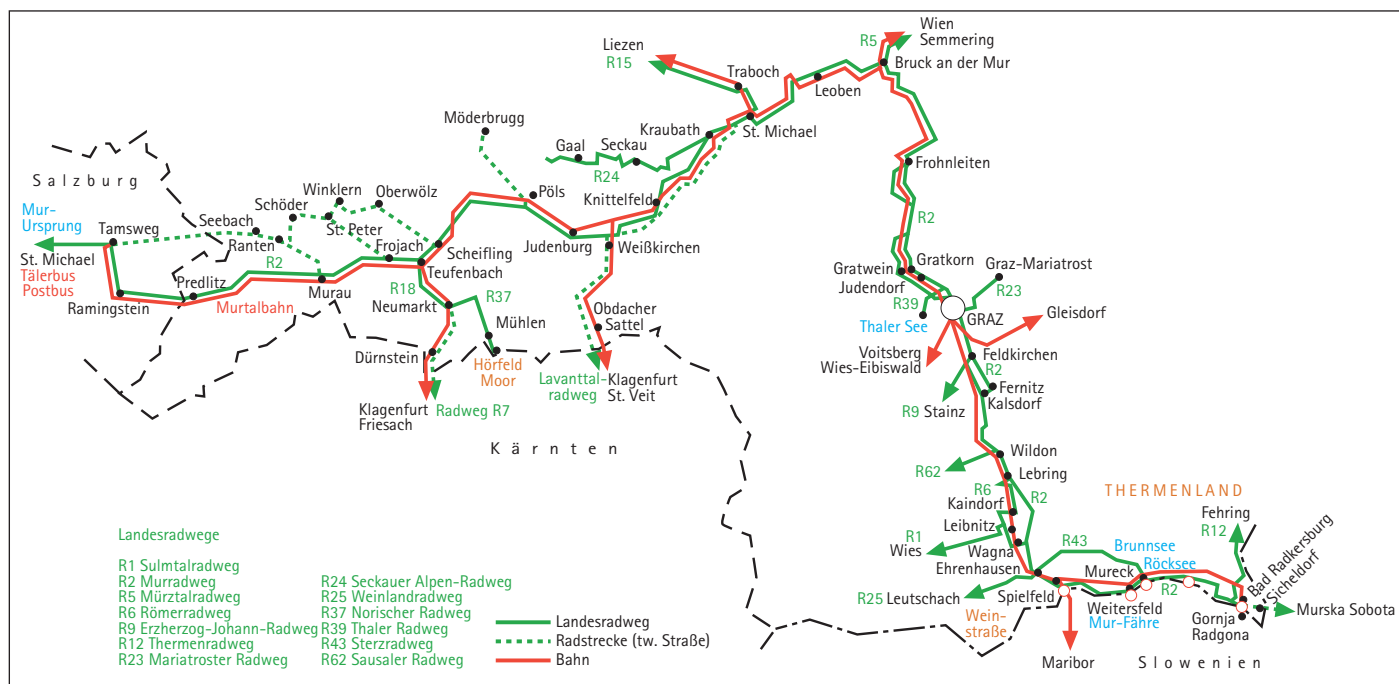 Wien
Semmering
R5
Bruck an der Mur
Liezen
R15
Traboch
Leoben
St. Michael
Möderbrugg
Kraubath
Gaal
Seckau
R24
Frohnleiten
Salzburg
Winklern
Oberwölz
Schöder
Pöls
Knittelfeld
Mur-
Ursprung
Seebach
Tamsweg
Ranten
St. Peter
Frojach
Scheifling
Judenburg
Weißkirchen
R2
St. Michael
Tälerbus
Postbus
Predlitz
R2
Murau
Teufenbach
Ramingstein
Murtalbahn
R18
Neumarkt
R37
Mühlen
Obdacher
Sattel
Gratwein
Judendorf
Gratkorn
Graz-Mariatrost
R23
R39
Thaler See
GRAZ
Gleisdorf
Dürnstein
Hörfeld
Moor
Lavanttal-
radweg
Klagenfurt
St. Veit
Voitsberg
Wies-Eibiswald
Feldkirchen
R2
Fernitz
Kalsdorf
Klagenfurt
Friesach
Radweg R7
R9 Stainz
Kärnten
Wildon
R62
Lebring
R6
R2
THERMENLAND
Kaindorf
Leibnitz
Fehring
R12
R1
Wies
Wagna
R43
Brunnsee
Röcksee
Ehrenhausen
Mureck
R2
Bad Radkersburg
Sicheldorf
R25 Leutschach
Spielfeld
Weitersfeld
Mur-Fähre
Murska Sobota
Wein-
straße
Gornja
Radgona
Maribor
Slowenien
Landesradwege
R1 Sulmtalradweg
R2 Murradweg
R5 Mürztalradweg
R6 Römerradweg
R9 Erzherzog-Johann-Radweg
R12 Thermenradweg
R23 Mariatroster Radweg
R24 Seckauer Alpen-Radweg
R25 Weinlandradweg
R37 Norischer Radweg
R39 Thaler Radweg
R43 Sterzradweg
R62 Sausaler Radweg
Landesradweg
Radstrecke (tw. Straße)
Bahn